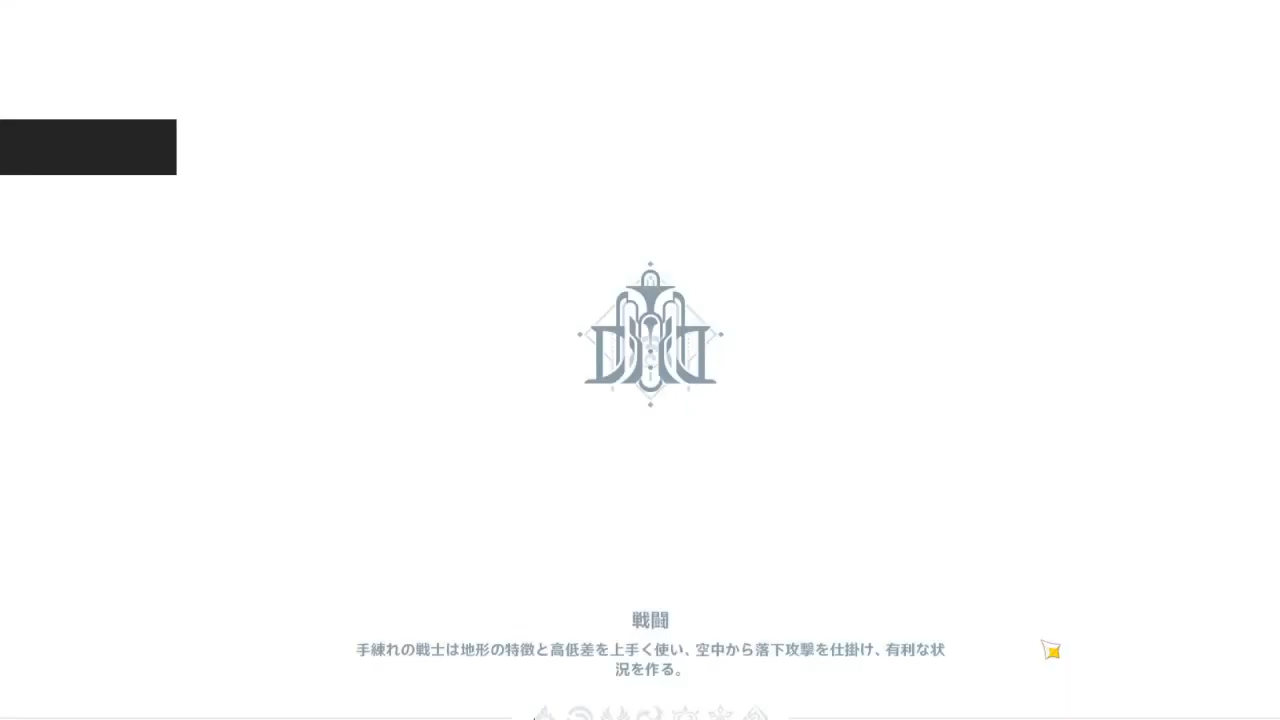 戦闘
手練れの戦士は地形の特徴と高低差を上手く使い、空中から落下攻撃を仕掛け、有利な状
況を作る。